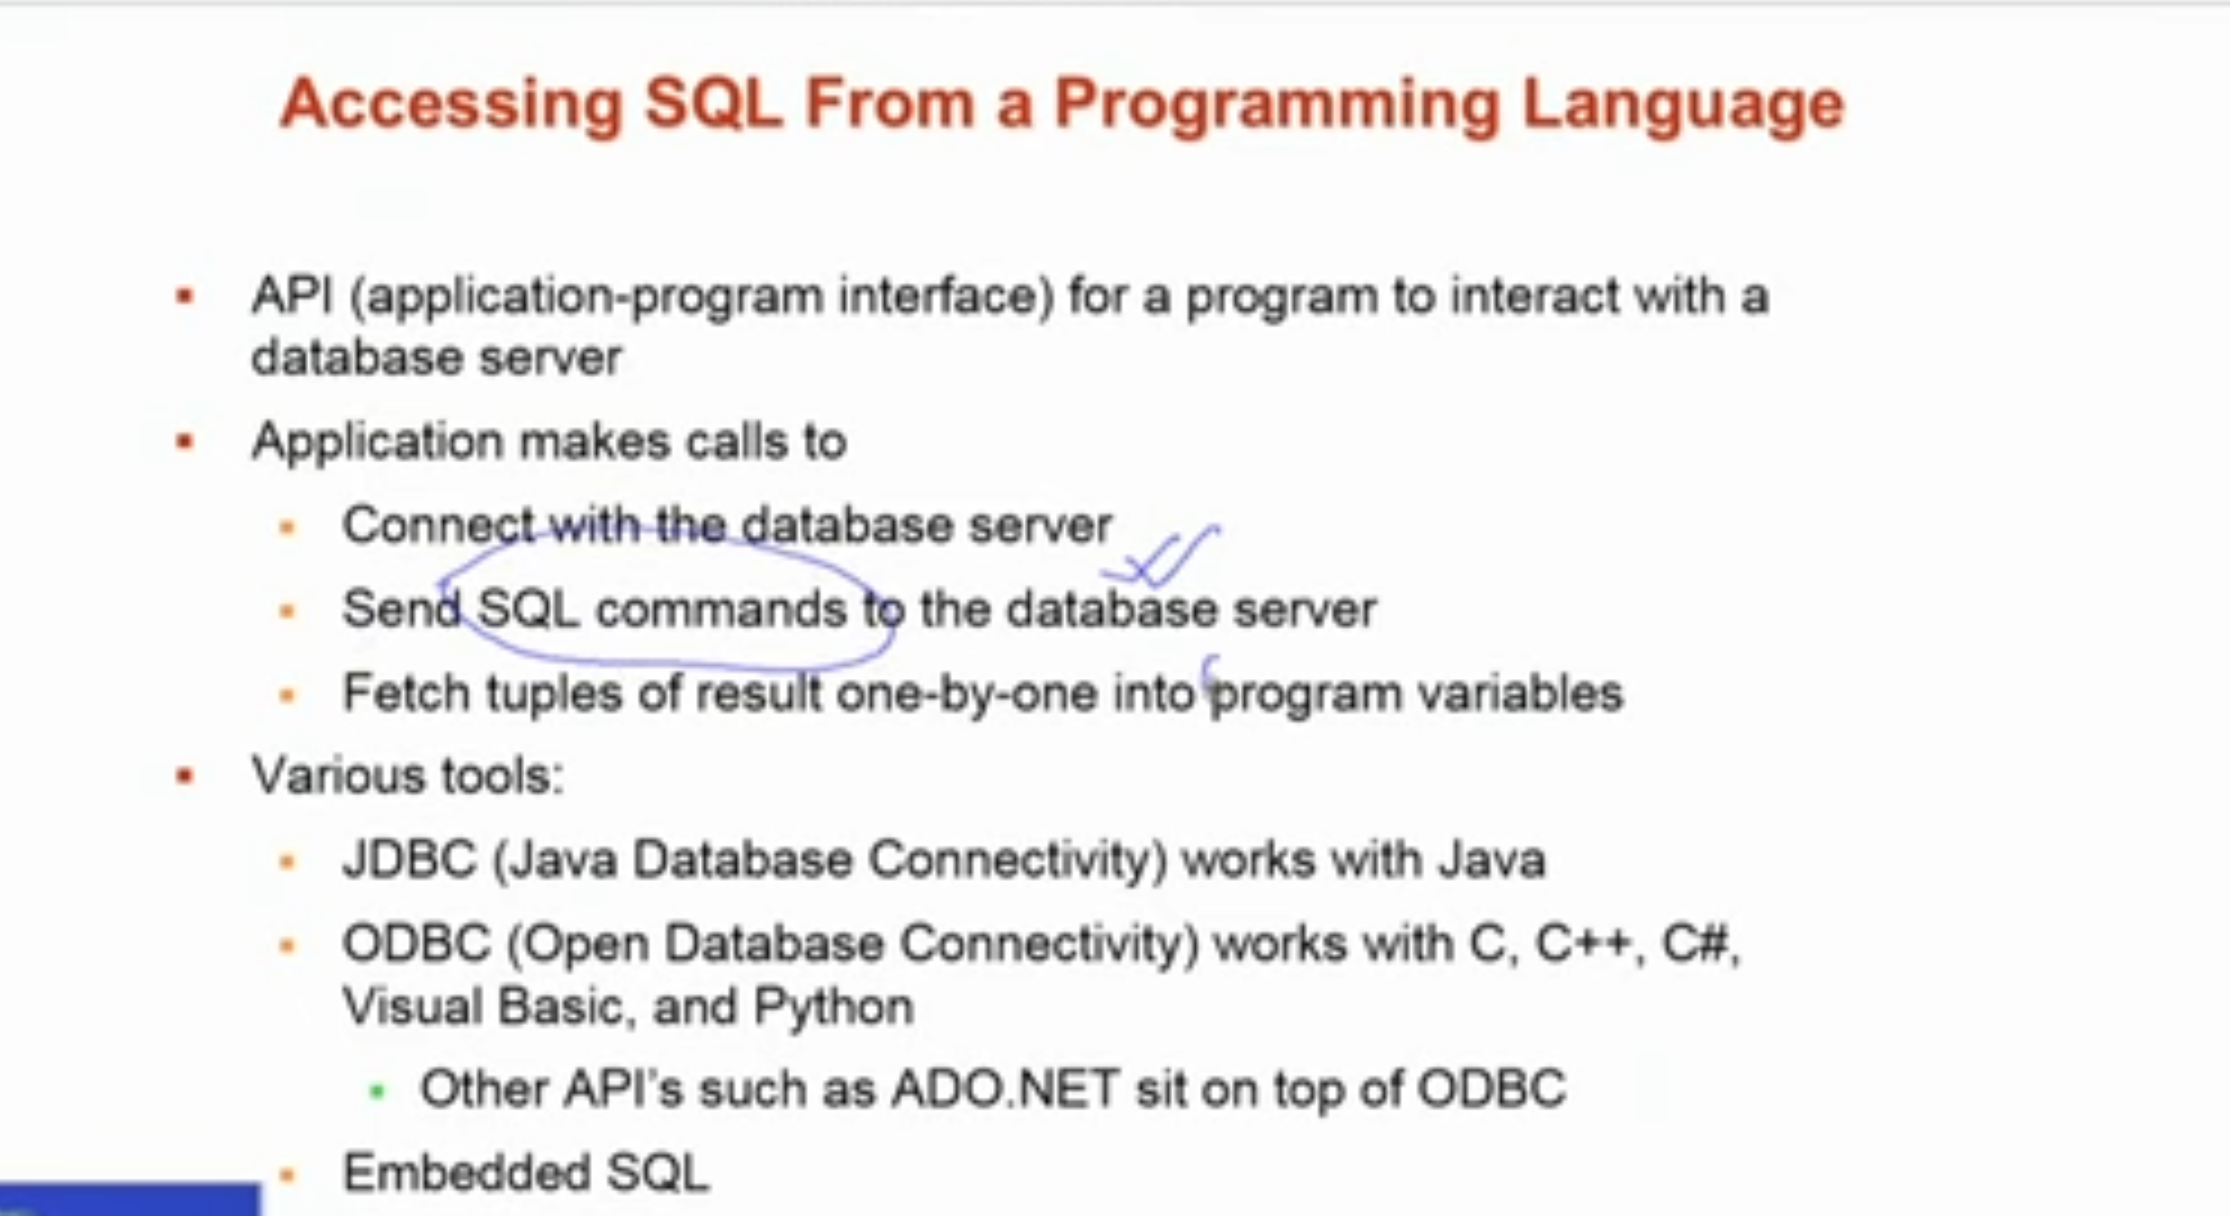 Accessing SQL From a Programming Language
API (application-program interface) for a program to interact with a
database server
Application makes calls to
Connect with the database server
Send SQL commands to the database server
Fetch tuples of result one-by-one into program variables
Various tools:
JDBC (Java Database Connectivity) works with Java
ODBC (Open Database Connectivity) works with C, C++, C#,
Visual Basic, and Python
Other API's such as ADO.NET sit on top of ODBC
Embedded SQL